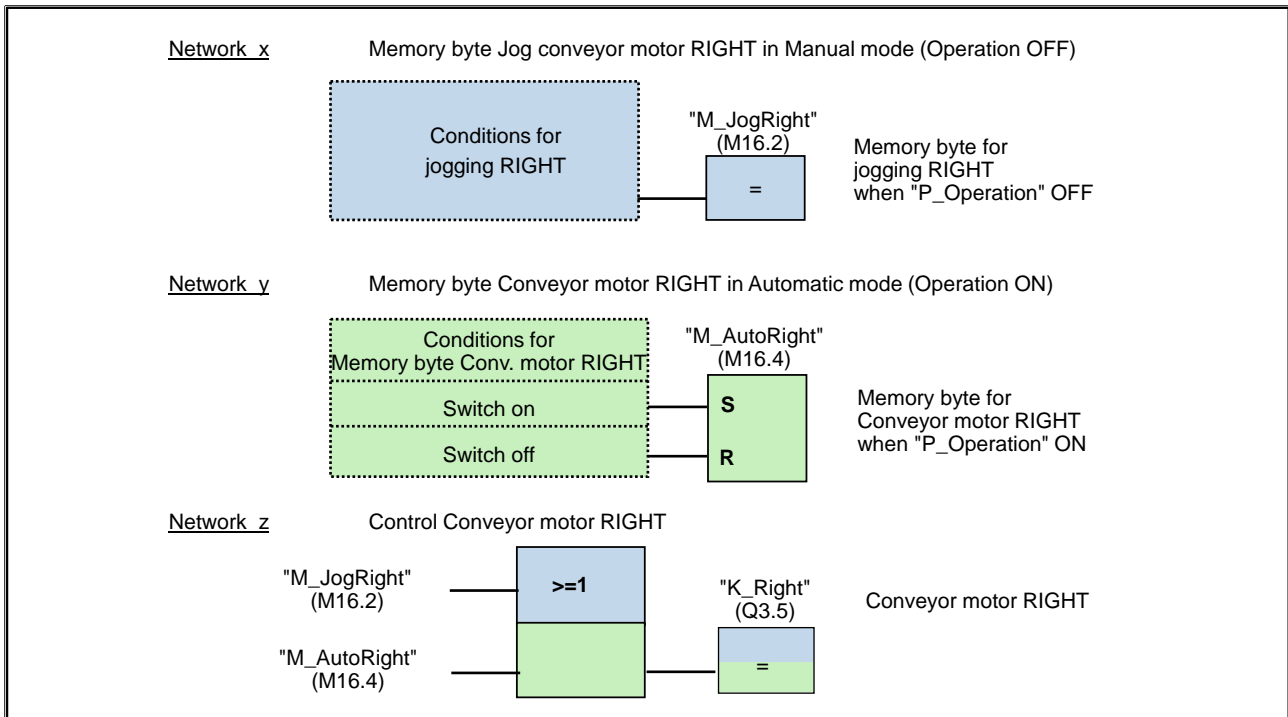 Network x Memory byte Jog conveyor motor RIGHT in Manual mode (Operation OFF)
Conditions for
jogging RIGHT
"M_JogRight"
(M16.2)
=
Memory byte for
jogging RIGHT
when "P_Operation" OFF
Network y Memory byte Conveyor motor RIGHT in Automatic mode (Operation ON)
Conditions for
Memory byte Conv. motor RIGHT
Switch on
Switch off
"M_AutoRight"
(M16.4)
S
R
Memory byte for
Conveyor motor RIGHT
when "P_Operation" ON
Network z Control Conveyor motor RIGHT
"M_JogRight"
(M16.2)
>=1
"M_AutoRight"
(M16.4)
"K_Right"
(Q3.5)
=
Conveyor motor RIGHT